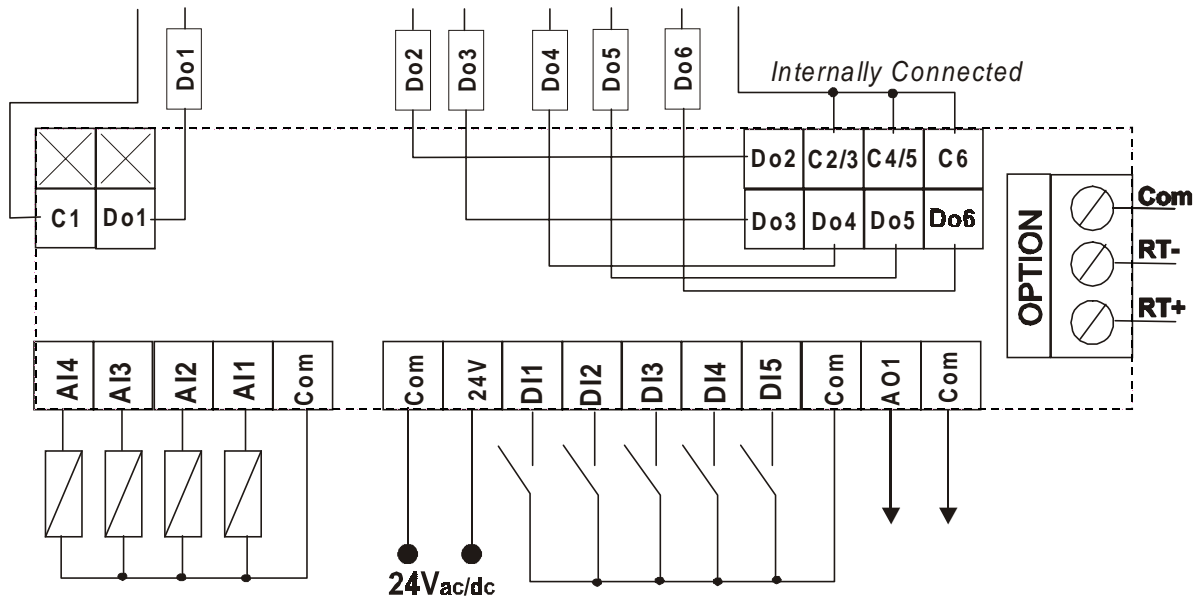 Do1 Do2 Do3 Do4 Do5 Do6
Internally Connected
Do2 C2/3 C4/5 C6
C1 Do1
Do3 Do4 Do5 Do6
OPTION
Com
RT-
RT+
AI4 AI3 AI2 AI1 Com
Com 24V DI1 DI2 DI3 DI4 DI5 Com AO1 Com
24Vac/dc